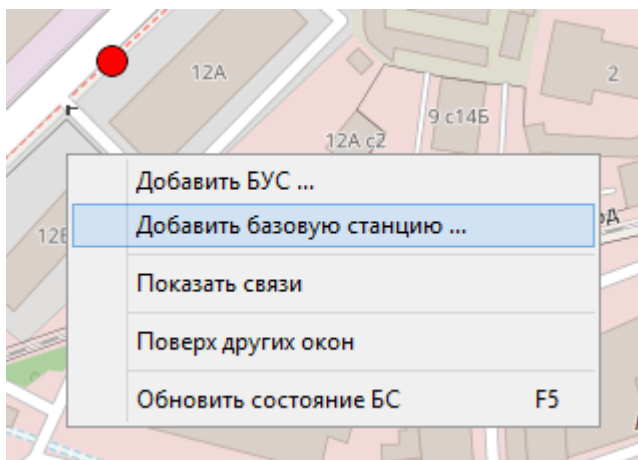 12А
2
9 с14Б
12А с2
Добавить БУС ...
Добавить базовую станцию ...
Показать связи
Поверх других окон
Обновить состояние БС F5